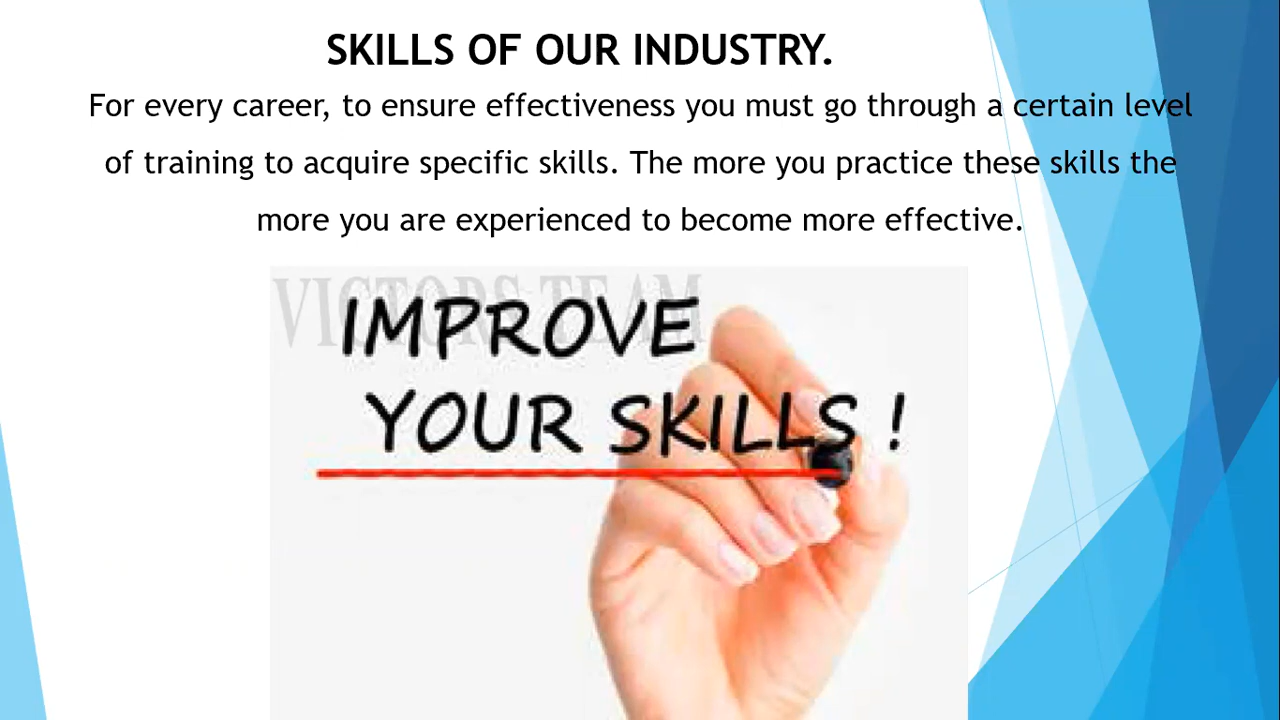 SKILLS OF OUR INDUSTRY.
For every career, to ensure effectiveness you must go through a certain level
of training to acquire specific skills. The more you practice these skills the
more you are experienced to become more effective.
VICTORS TEAM
IMPROVE
YOUR SKILLS !